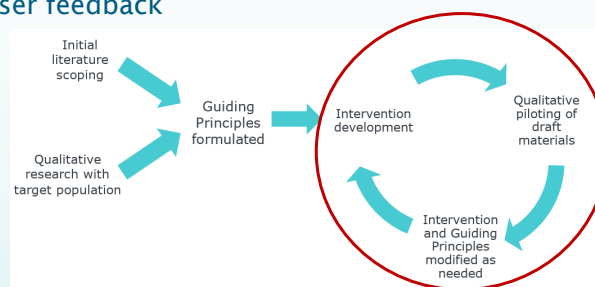 ser feedback
Initial
literature
scoping
Qualitative
research with
target population
Guiding
Principles
formulated
Intervention
development
Qualitative
piloting of
draft
materials
Intervention
and Guiding
Principles
modified as
needed